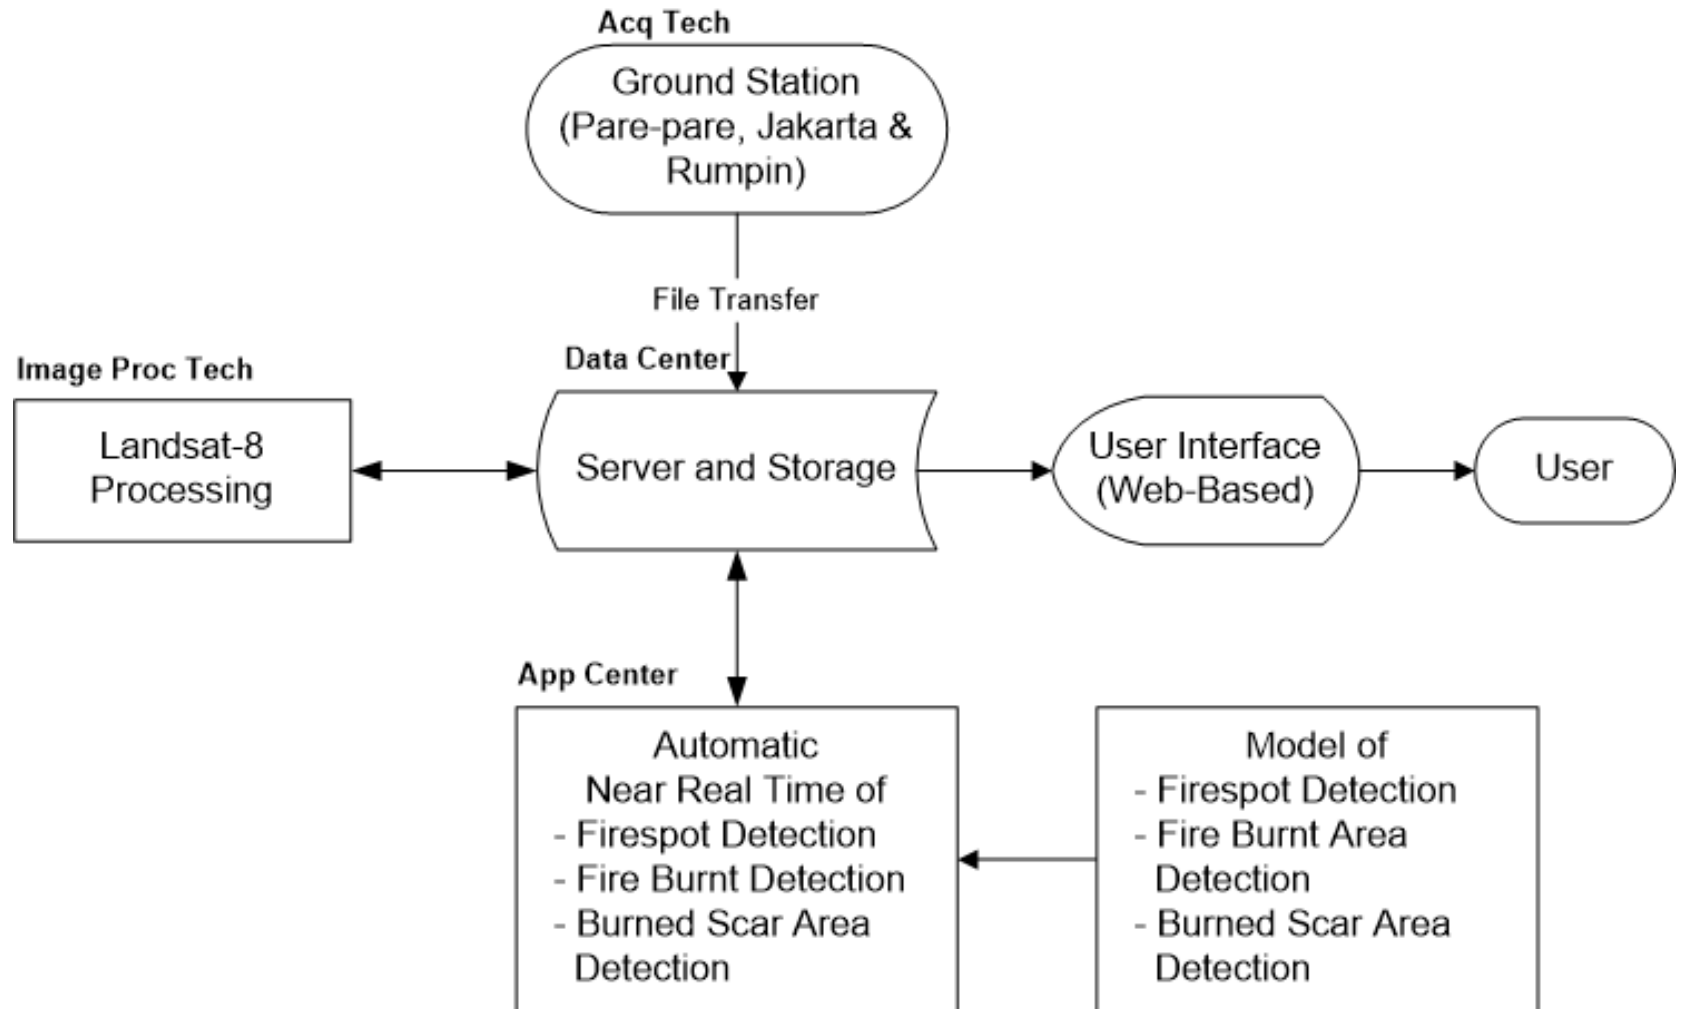 Acq Tech
Ground Station
(Pare-pare, Jakarta &
Rumpin)
File Transfer
Data Center
Image Proc Tech
Landsat-8
Processing
Server and Storage
User Interface
(Web-Based)
User
App Center
Automatic
Near Real Time of
- Firespot Detection
- Fire Burnt Detection
- Burned Scar Area
Detection
Model of
- Firespot Detection
- Fire Burnt Area
Detection
- Burned Scar Area
Detection